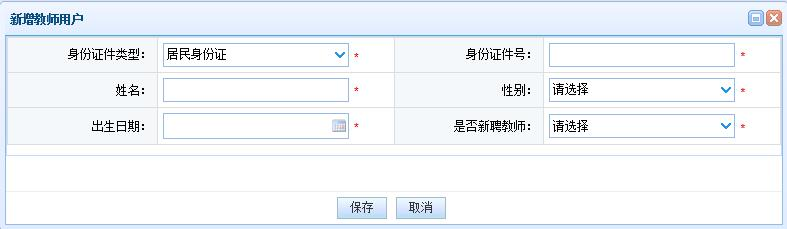 新增教师用户
身份证件类型： 居民身份证 * 身份证件号： *
姓名： * 性别： 请选择 *
出生日期： * 是否新聘教师： 请选择 *
保存 取消